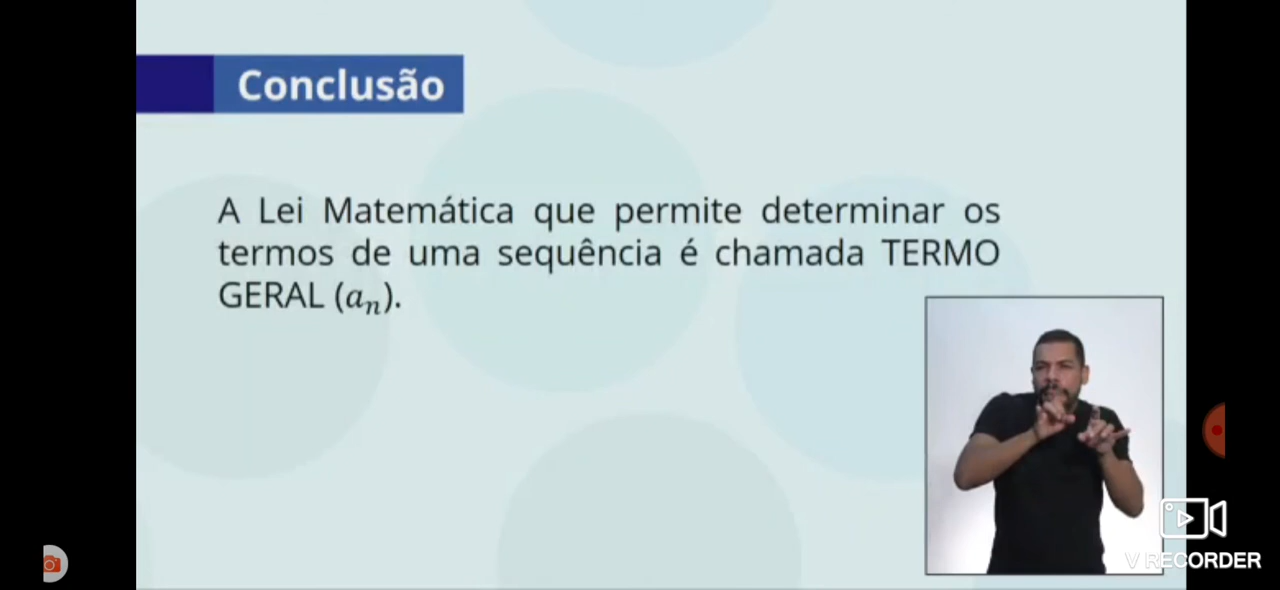 Conclusão
A Lei Matemática que permite determinar os
termos de uma sequência é chamada TERMO
GERAL (aₙ).
V RECORDER